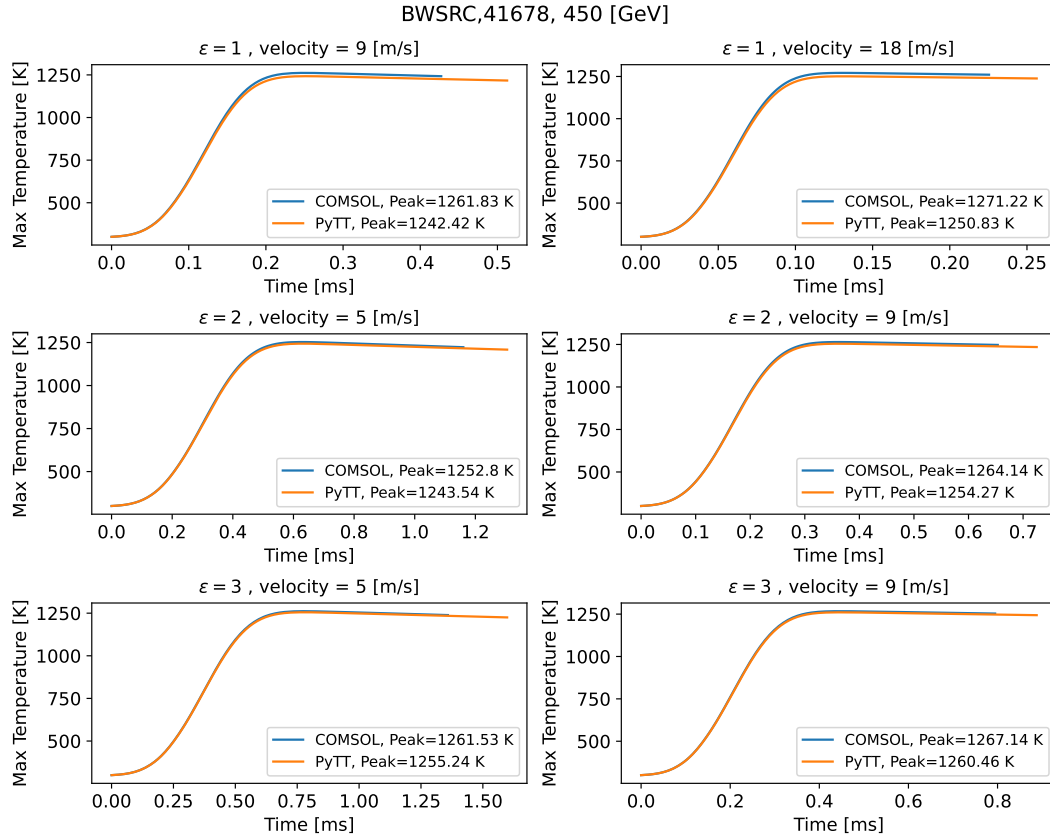 BWSRC,41678, 450 [GeV]
ε = 1 , velocity = 9 [m/s]
Max Temperature [K]
1250
1000
750
500
COMSOL, Peak=1261.83 K
PyTT, Peak=1242.42 K
0.0 0.1 0.2 0.3 0.4 0.5
Time [ms]
ε = 1 , velocity = 18 [m/s]
Max Temperature [K]
1250
1000
750
500
COMSOL, Peak=1271.22 K
PyTT, Peak=1250.83 K
0.00 0.05 0.10 0.15 0.20 0.25
Time [ms]
ε = 2 , velocity = 5 [m/s]
Max Temperature [K]
1250
1000
750
500
COMSOL, Peak=1252.8 K
PyTT, Peak=1243.54 K
0.0 0.2 0.4 0.6 0.8 1.0 1.2
Time [ms]
ε = 2 , velocity = 9 [m/s]
Max Temperature [K]
1250
1000
750
500
COMSOL, Peak=1264.14 K
PyTT, Peak=1254.27 K
0.0 0.1 0.2 0.3 0.4 0.5 0.6 0.7
Time [ms]
ε = 3 , velocity = 5 [m/s]
Max Temperature [K]
1250
1000
750
500
COMSOL, Peak=1261.53 K
PyTT, Peak=1255.24 K
0.00 0.25 0.50 0.75 1.00 1.25 1.50
Time [ms]
ε = 3 , velocity = 9 [m/s]
Max Temperature [K]
1250
1000
750
500
COMSOL, Peak=1267.14 K
PyTT, Peak=1260.46 K
0.0 0.2 0.4 0.6 0.8
Time [ms]